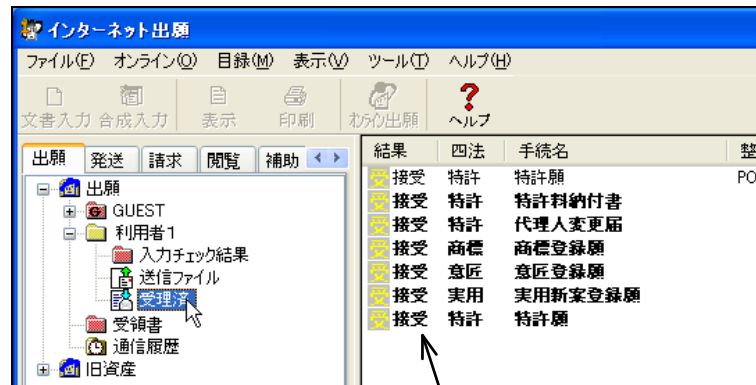 インターネット出願
ファイル(F) オンライン(O) 目録(M) 表示(V) ツール(T) ヘルプ(H)
文書入力 合成入力 表示 印刷 オンライン出願 ヘルプ
出願 発送 請求 閲覧 補助
出願
GUEST
利用者1
入力チェック結果
送信ファイル
受理済
受領書
通信履歴
旧資産
結果 四法 手続名 整
受 接受 特許 特許願 PO
受 接受 特許 特許料納付書
受 接受 特許 代理人変更届
受 接受 商標 商標登録願
受 接受 意匠 意匠登録願
受 接受 実用 実用新案登録願
受 接受 特許 特許願